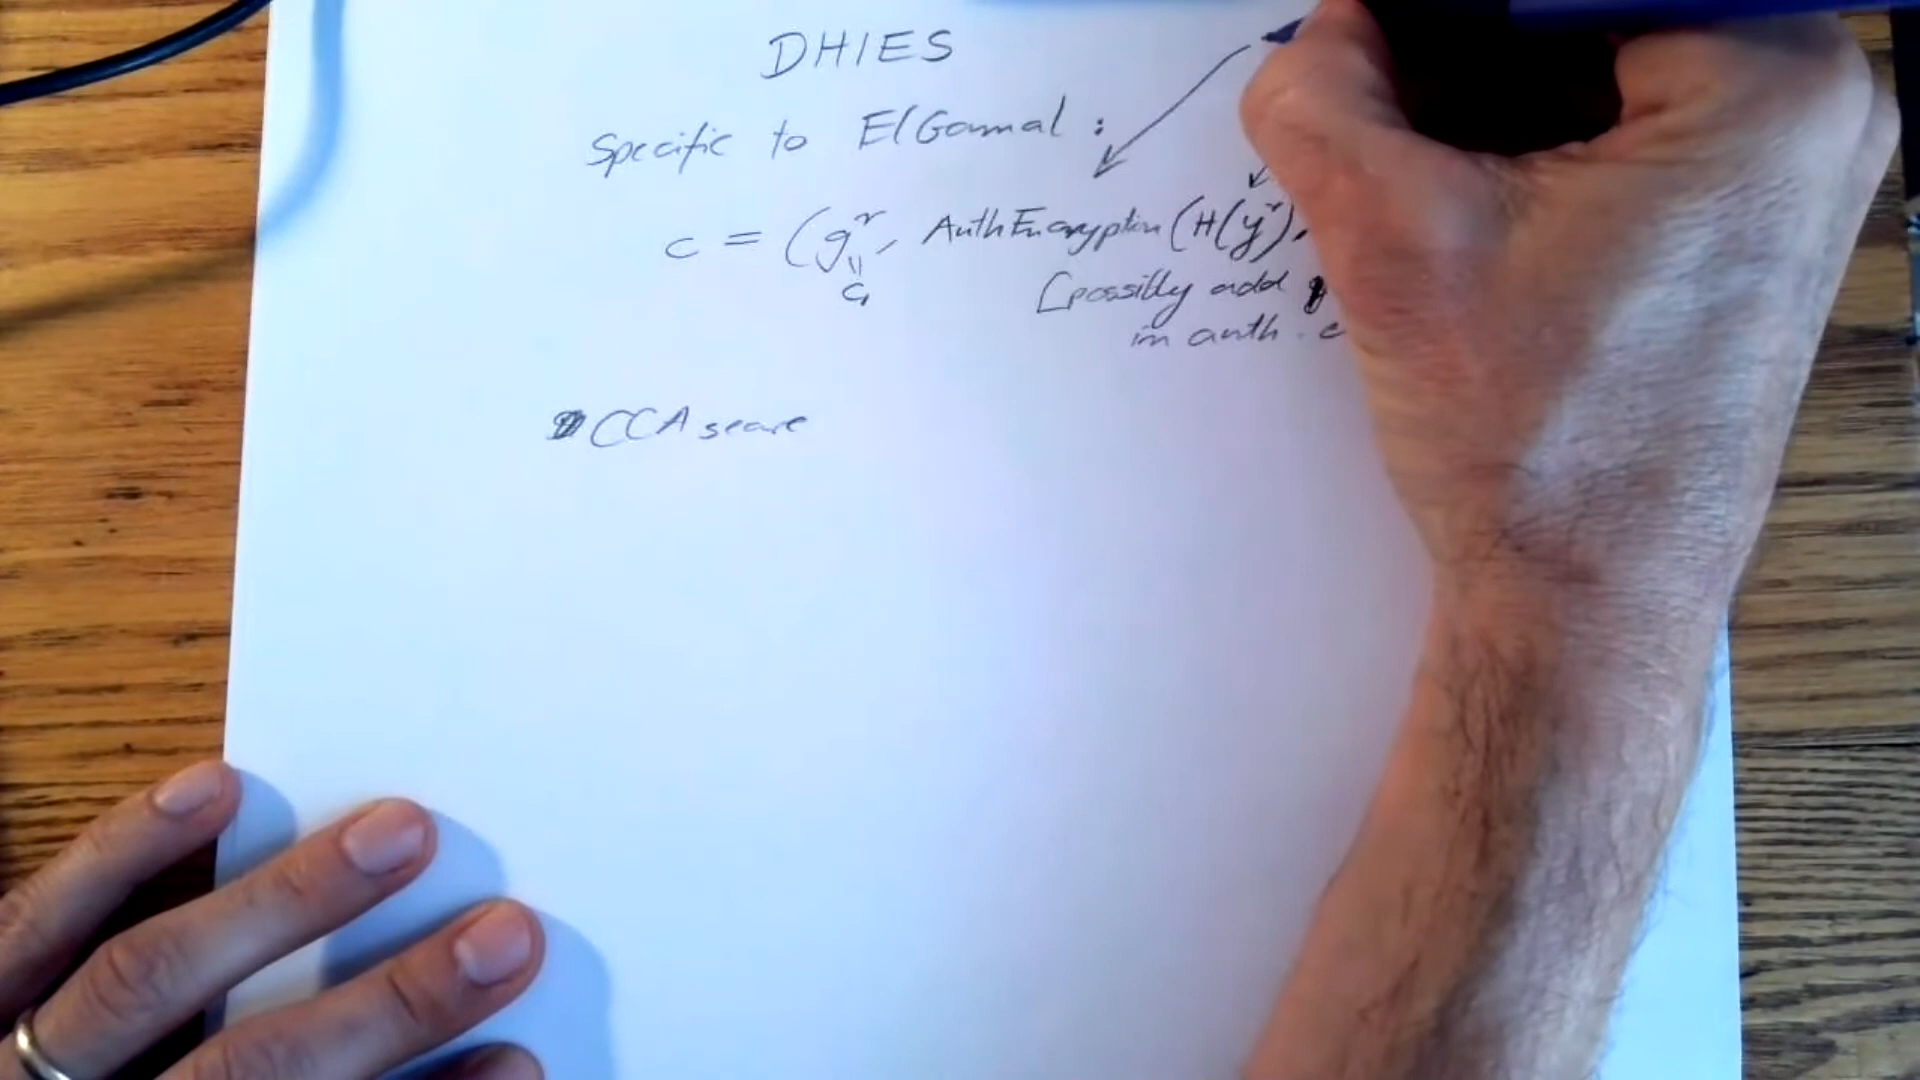 DHIES
Specific to ElGamal :
c = (g^r, AuthEncryption (H(y^r),
"
c₁
[possibly add
in auth. e
CCA secure